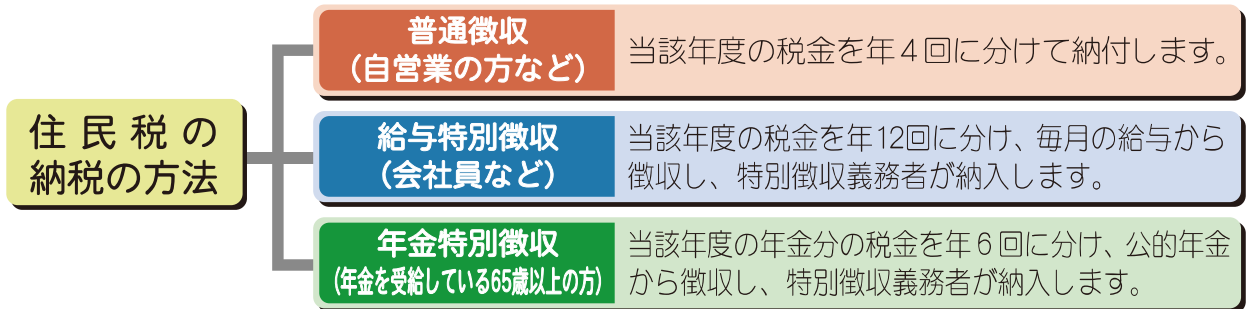 住民税の
納税の方法
普通徴収
(自営業の方など)
当該年度の税金を年4回に分けて納付します。
給与特別徴収
(会社員など)
当該年度の税金を年12回に分け、毎月の給与から
徴収し、特別徴収義務者が納入します。
年金特別徴収
(年金を受給している65歳以上の方)
当該年度の年金分の税金を年6回に分け、公的年金
から徴収し、特別徴収義務者が納入します。